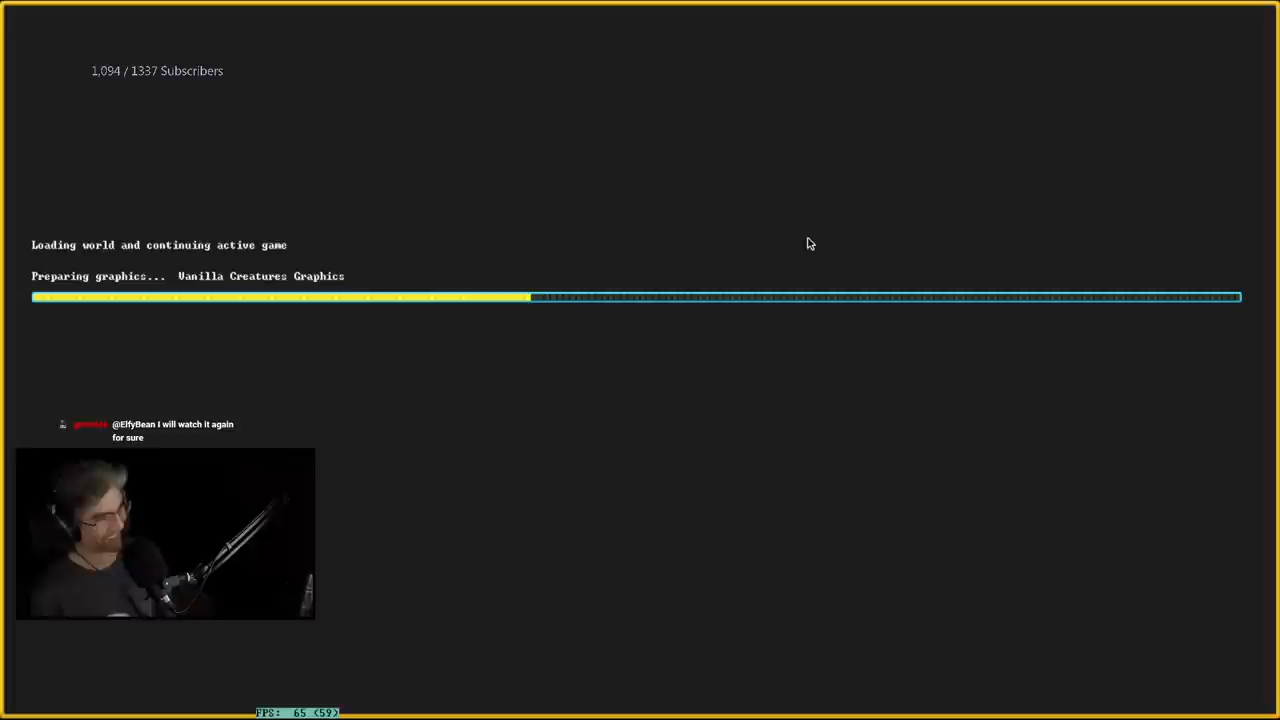 1,094 / 1337 Subscribers
Loading world and continuing active game
Preparing graphics... Vanilla Creatures Graphics
@ElfyBean I will watch it again
for sure
FPS: 65 (59)